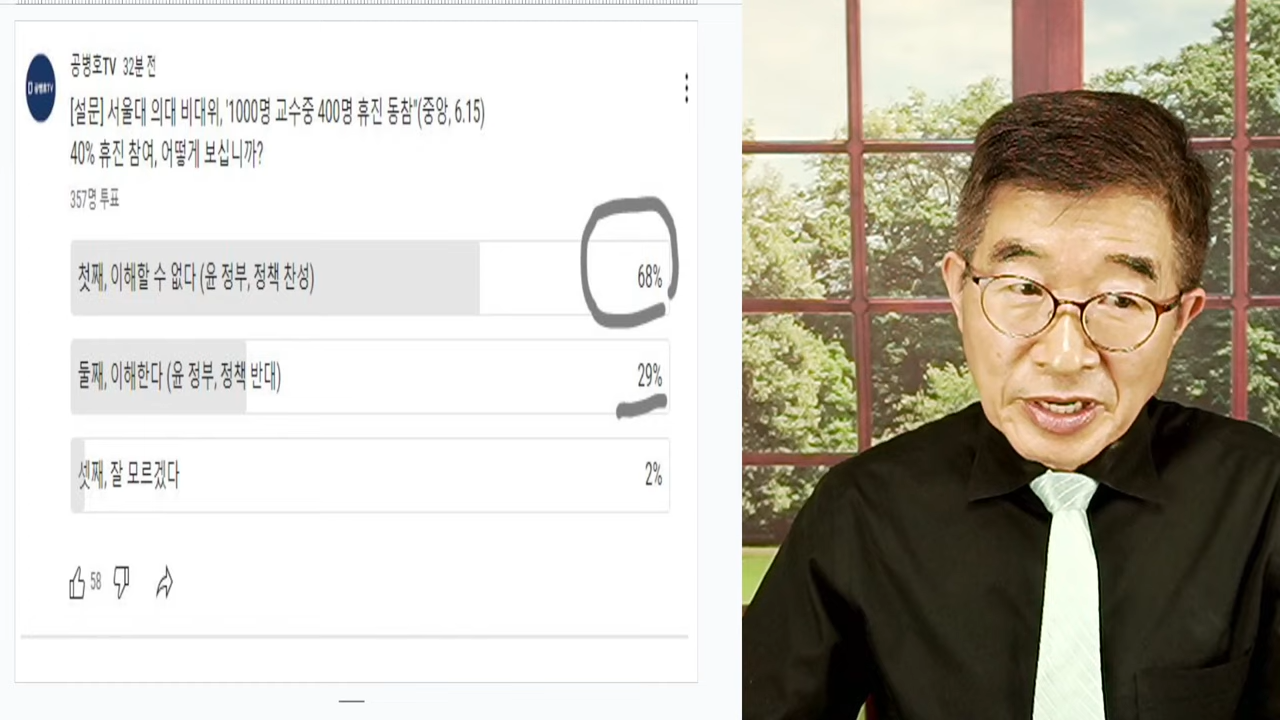 공병호TV
공병호TV 32분 전
[설문] 서울대 의대 비대위, '1000명 교수중 400명 휴진 동참"(중앙, 6.15)
40% 휴진 참여, 어떻게 보십니까?
357명 투표
첫째, 이해할 수 없다 (윤 정부, 정책 찬성) 68%
둘째, 이해한다 (윤 정부, 정책 반대) 29%
셋째, 잘 모르겠다 2%
58